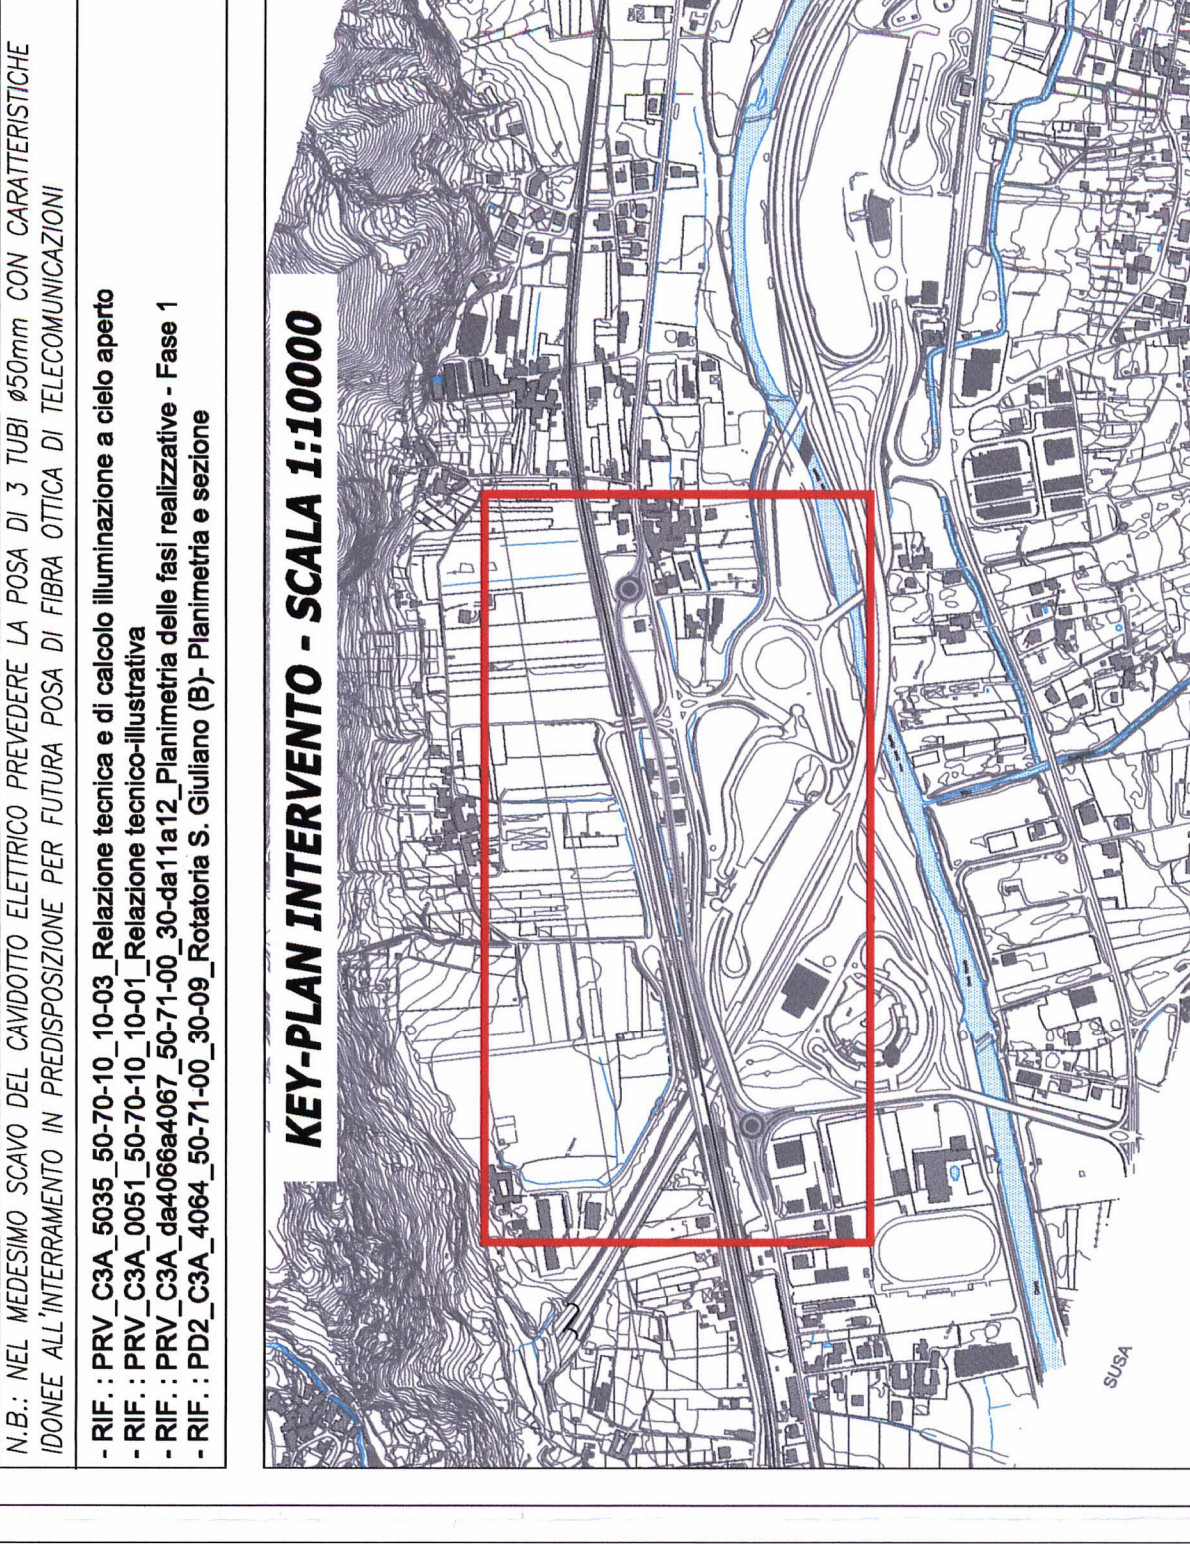 N.B.: NEL MEDESIMO SCAVO DEL CAVIDOTTO ELETTRICO PREVEDERE LA POSA DI 3 TUBI ø50mm CON CARATTERISTICHE
IDONEE ALL'INTERRAMENTO IN PREDISPOSIZIONE PER FUTURA POSA DI FIBRA OTTICA DI TELECOMUNICAZIONI
- RIF. : PRV_C3A_5035_50-70-10_10-03_Relazione tecnica e di calcolo illuminazione a cielo aperto
- RIF. : PRV_C3A_0051_50-70-10_10-01_Relazione tecnico-illustrativa
- RIF. : PRV_C3A_da4066a4067_50-71-00_30-da11a12_Planimetria delle fasi realizzative - Fase 1
- RIF. : PD2_C3A_4064_50-71-00_30-09_Rotatoria S. Giuliano (B)- Planimetria e sezione
KEY-PLAN INTERVENTO - SCALA 1:10000
SUSA